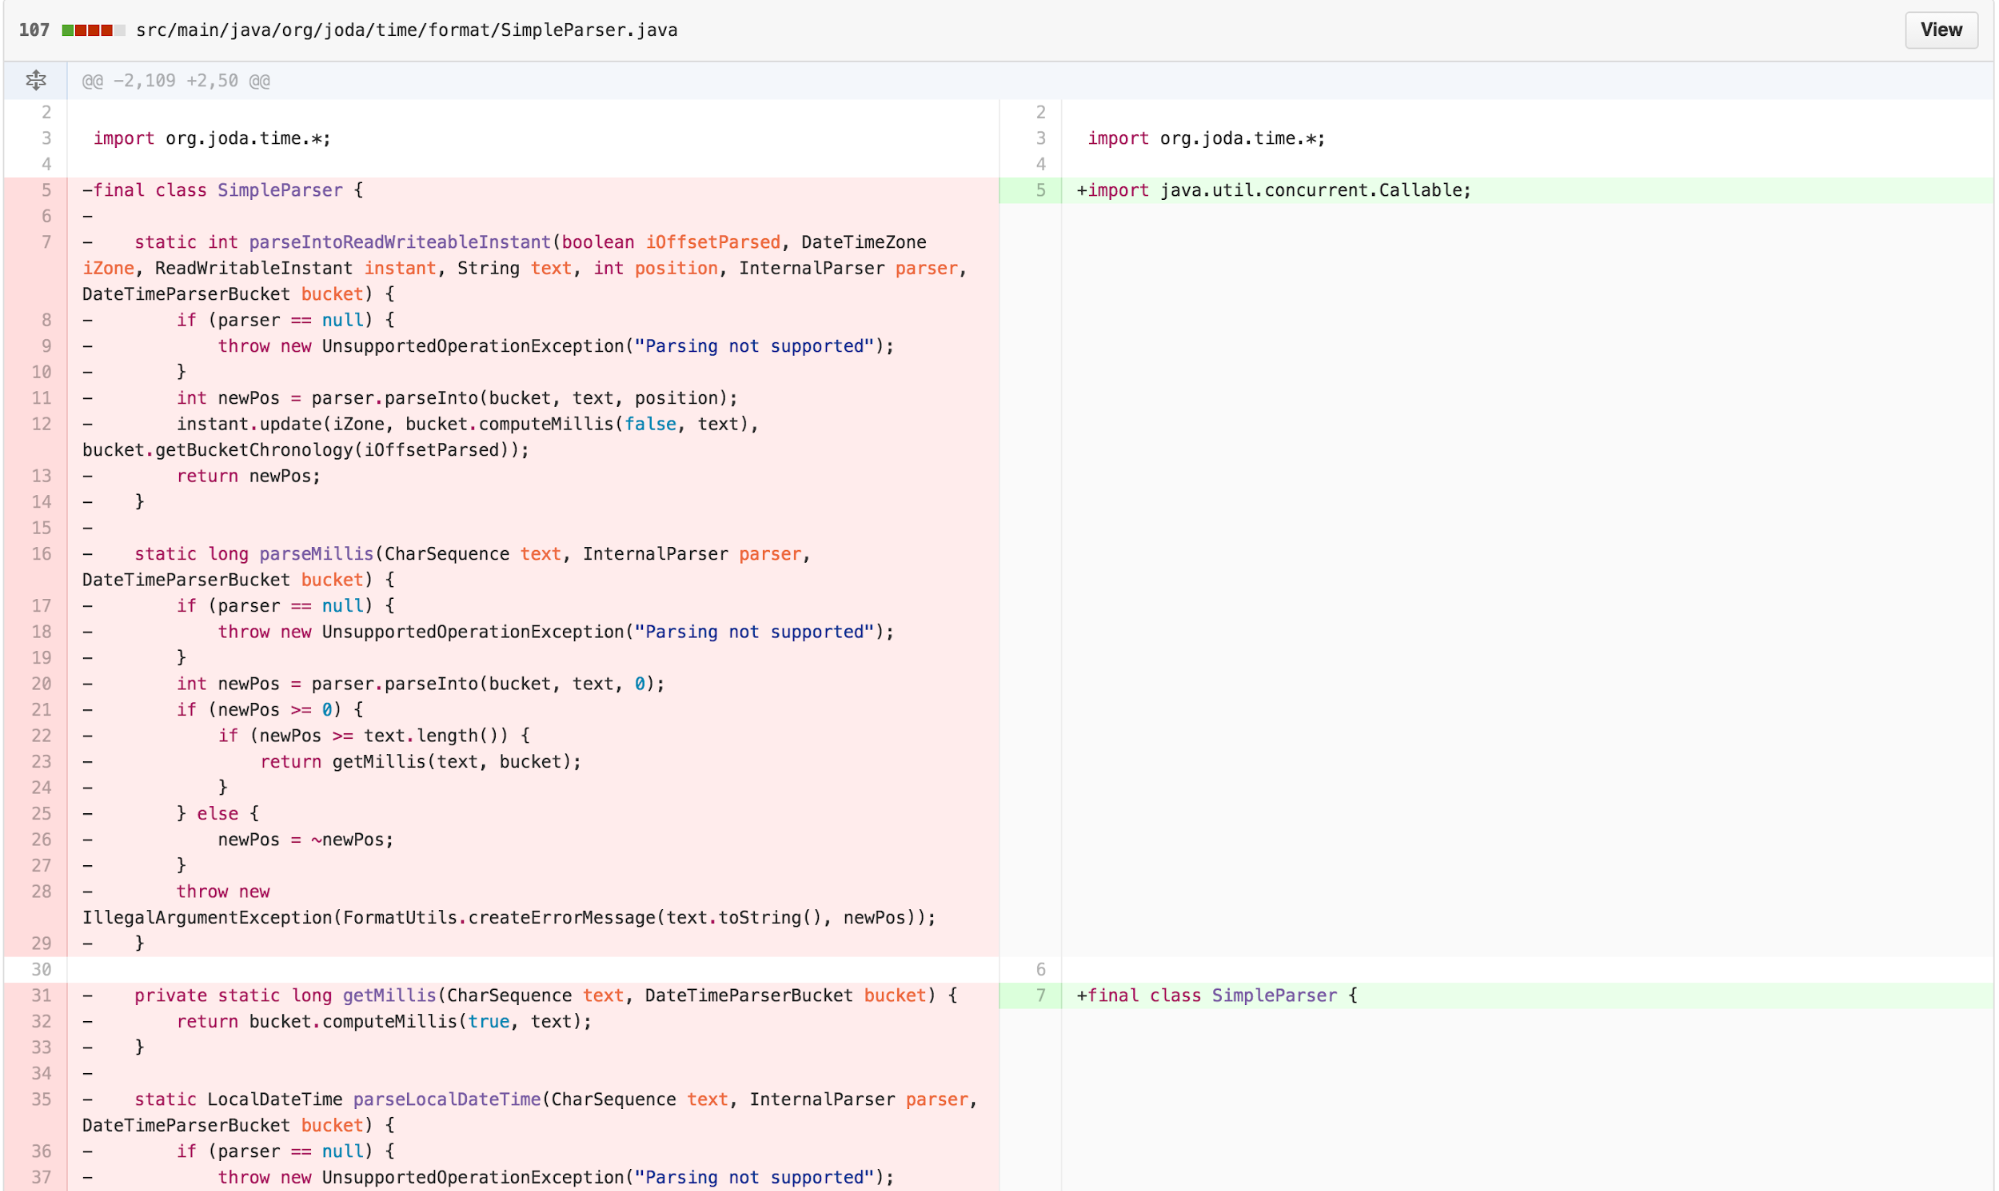 107 src/main/java/org/joda/time/format/SimpleParser.java View
@@ -2,109 +2,50 @@
2 2
3 import org.joda.time.*; 3 import org.joda.time.*;
4 4
5 -final class SimpleParser { 5 +import java.util.concurrent.Callable;
6 -
7 -    static int parseIntoReadWriteableInstant(boolean iOffsetParsed, DateTimeZone
iZone, ReadWritableInstant instant, String text, int position, InternalParser parser,
DateTimeParserBucket bucket) {
8 -        if (parser == null) {
9 -            throw new UnsupportedOperationException("Parsing not supported");
10 -        }
11 -        int newPos = parser.parseInto(bucket, text, position);
12 -        instant.update(iZone, bucket.computeMillis(false, text),
bucket.getBucketChronology(iOffsetParsed));
13 -        return newPos;
14 -    }
15 -
16 -    static long parseMillis(CharSequence text, InternalParser parser,
DateTimeParserBucket bucket) {
17 -        if (parser == null) {
18 -            throw new UnsupportedOperationException("Parsing not supported");
19 -        }
20 -        int newPos = parser.parseInto(bucket, text, 0);
21 -        if (newPos >= 0) {
22 -            if (newPos >= text.length()) {
23 -                return getMillis(text, bucket);
24 -            }
25 -        } else {
26 -            newPos = ~newPos;
27 -        }
28 -        throw new
IllegalArgumentException(FormatUtils.createErrorMessage(text.toString(), newPos));
29 -    }
30 6
31 -    private static long getMillis(CharSequence text, DateTimeParserBucket bucket) { 7 +final class SimpleParser {
32 -        return bucket.computeMillis(true, text);
33 -    }
34 -
35 -    static LocalDateTime parseLocalDateTime(CharSequence text, InternalParser parser,
DateTimeParserBucket bucket) {
36 -        if (parser == null) {
37 -            throw new UnsupportedOperationException("Parsing not supported");